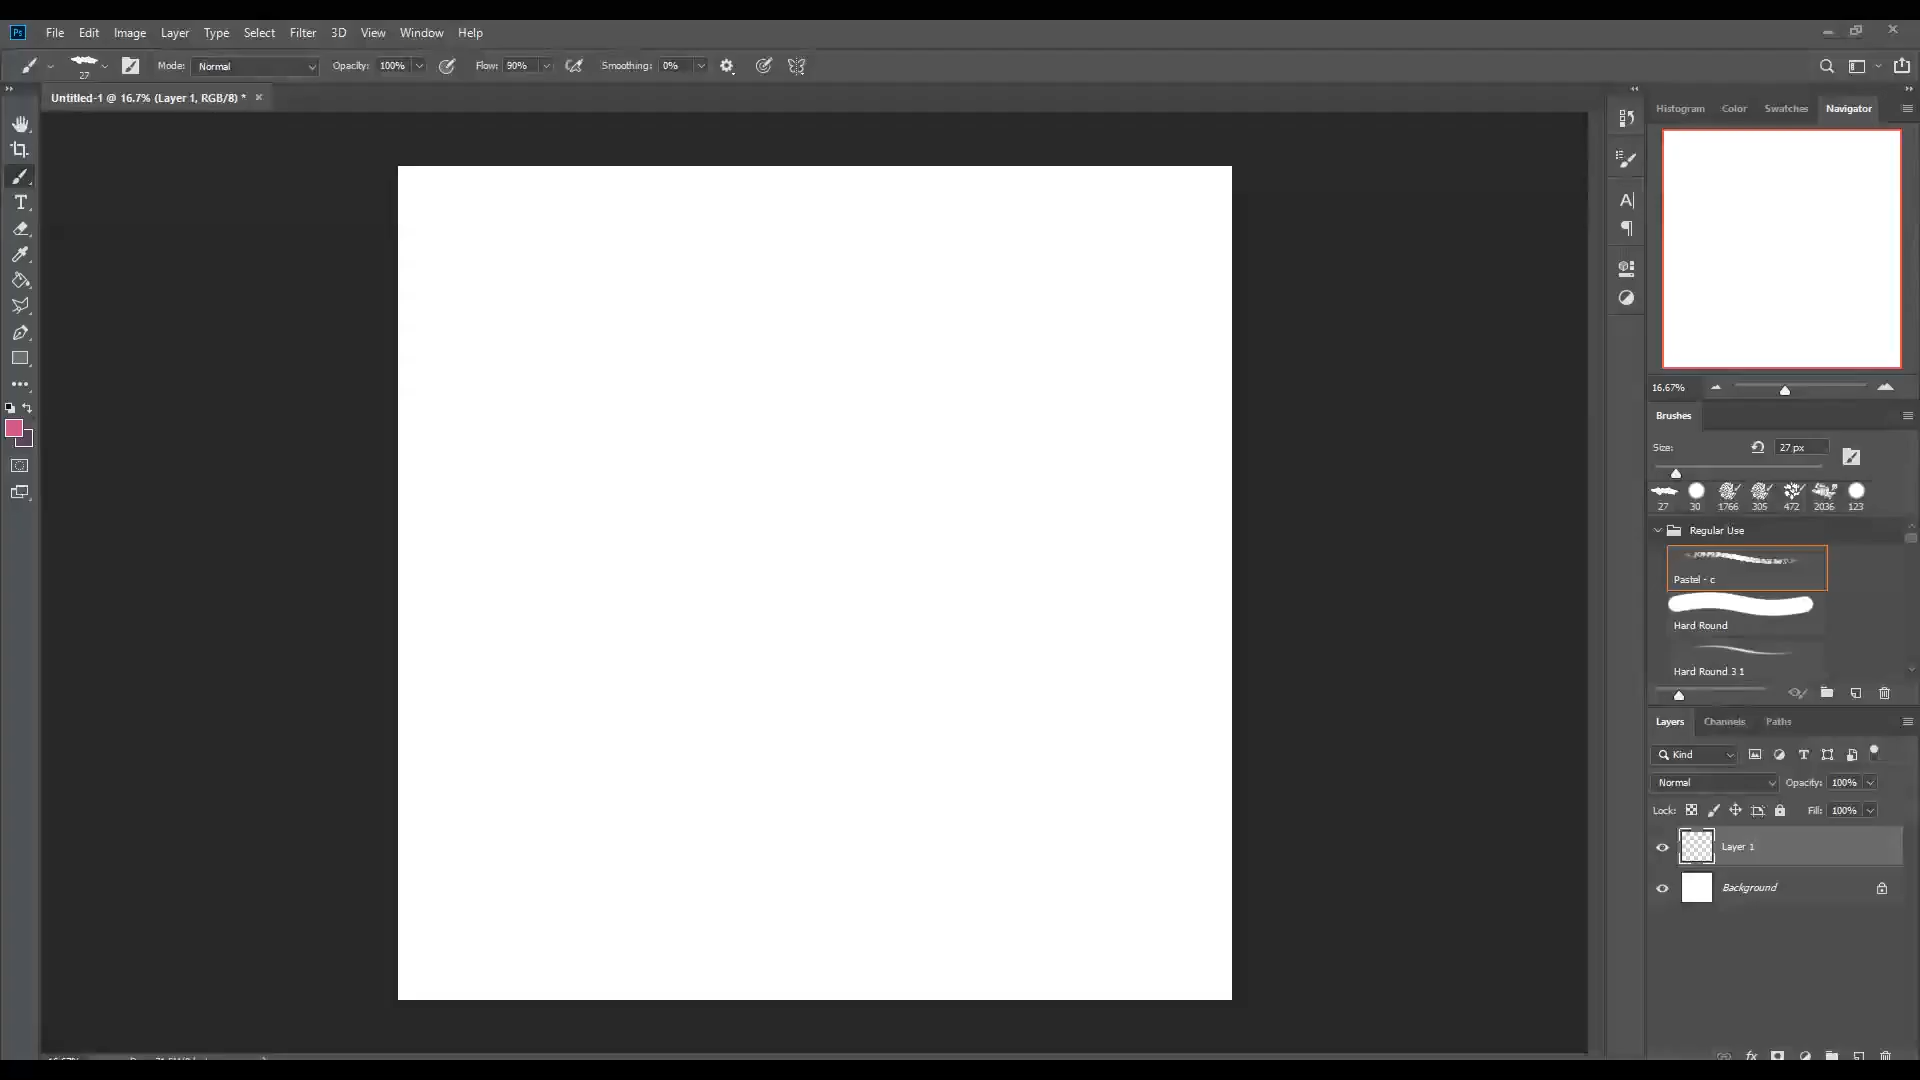 Ps File Edit Image Layer Type Select Filter 3D View Window Help
27 Mode: Normal Opacity: 100% Flow: 90% Smoothing: 0%
Untitled-1 @ 16.7% (Layer 1, RGB/8) *
Histogram Color Swatches Navigator
16.67%
Brushes
Size: 27 px
27 30 1766 305 472 2036 123
Regular Use
Pastel - c
Hard Round
Hard Round 3 1
Layers Channels Paths
Kind
Normal Opacity: 100%
Lock: Fill: 100%
Layer 1
Background
fx